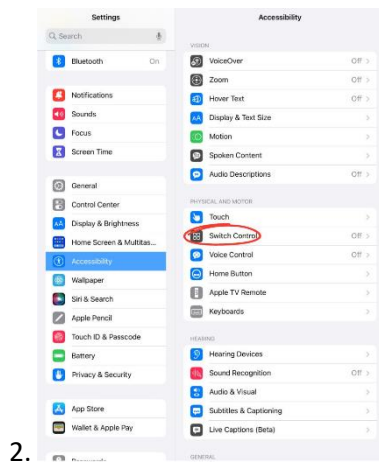 Settings
Search
Bluetooth On
Notifications
Sounds
Focus
Screen Time
General
Control Center
Display & Brightness
Home Screen & Multitas...
Accessibility
Wallpaper
Siri & Search
Apple Pencil
Touch ID & Passcode
Battery
Privacy & Security
App Store
Wallet & Apple Pay
Accessibility
VISION
VoiceOver Off
Zoom Off
Hover Text Off
Display & Text Size
Motion
Spoken Content
Audio Descriptions Off
PHYSICAL AND MOTOR
Touch
Switch Control Off
Voice Control Off
Home Button
Apple TV Remote
Keyboards
HEARING
Hearing Devices
Sound Recognition Off
Audio & Visual
Subtitles & Captioning
Live Captions (Beta)
GENERAL
2.